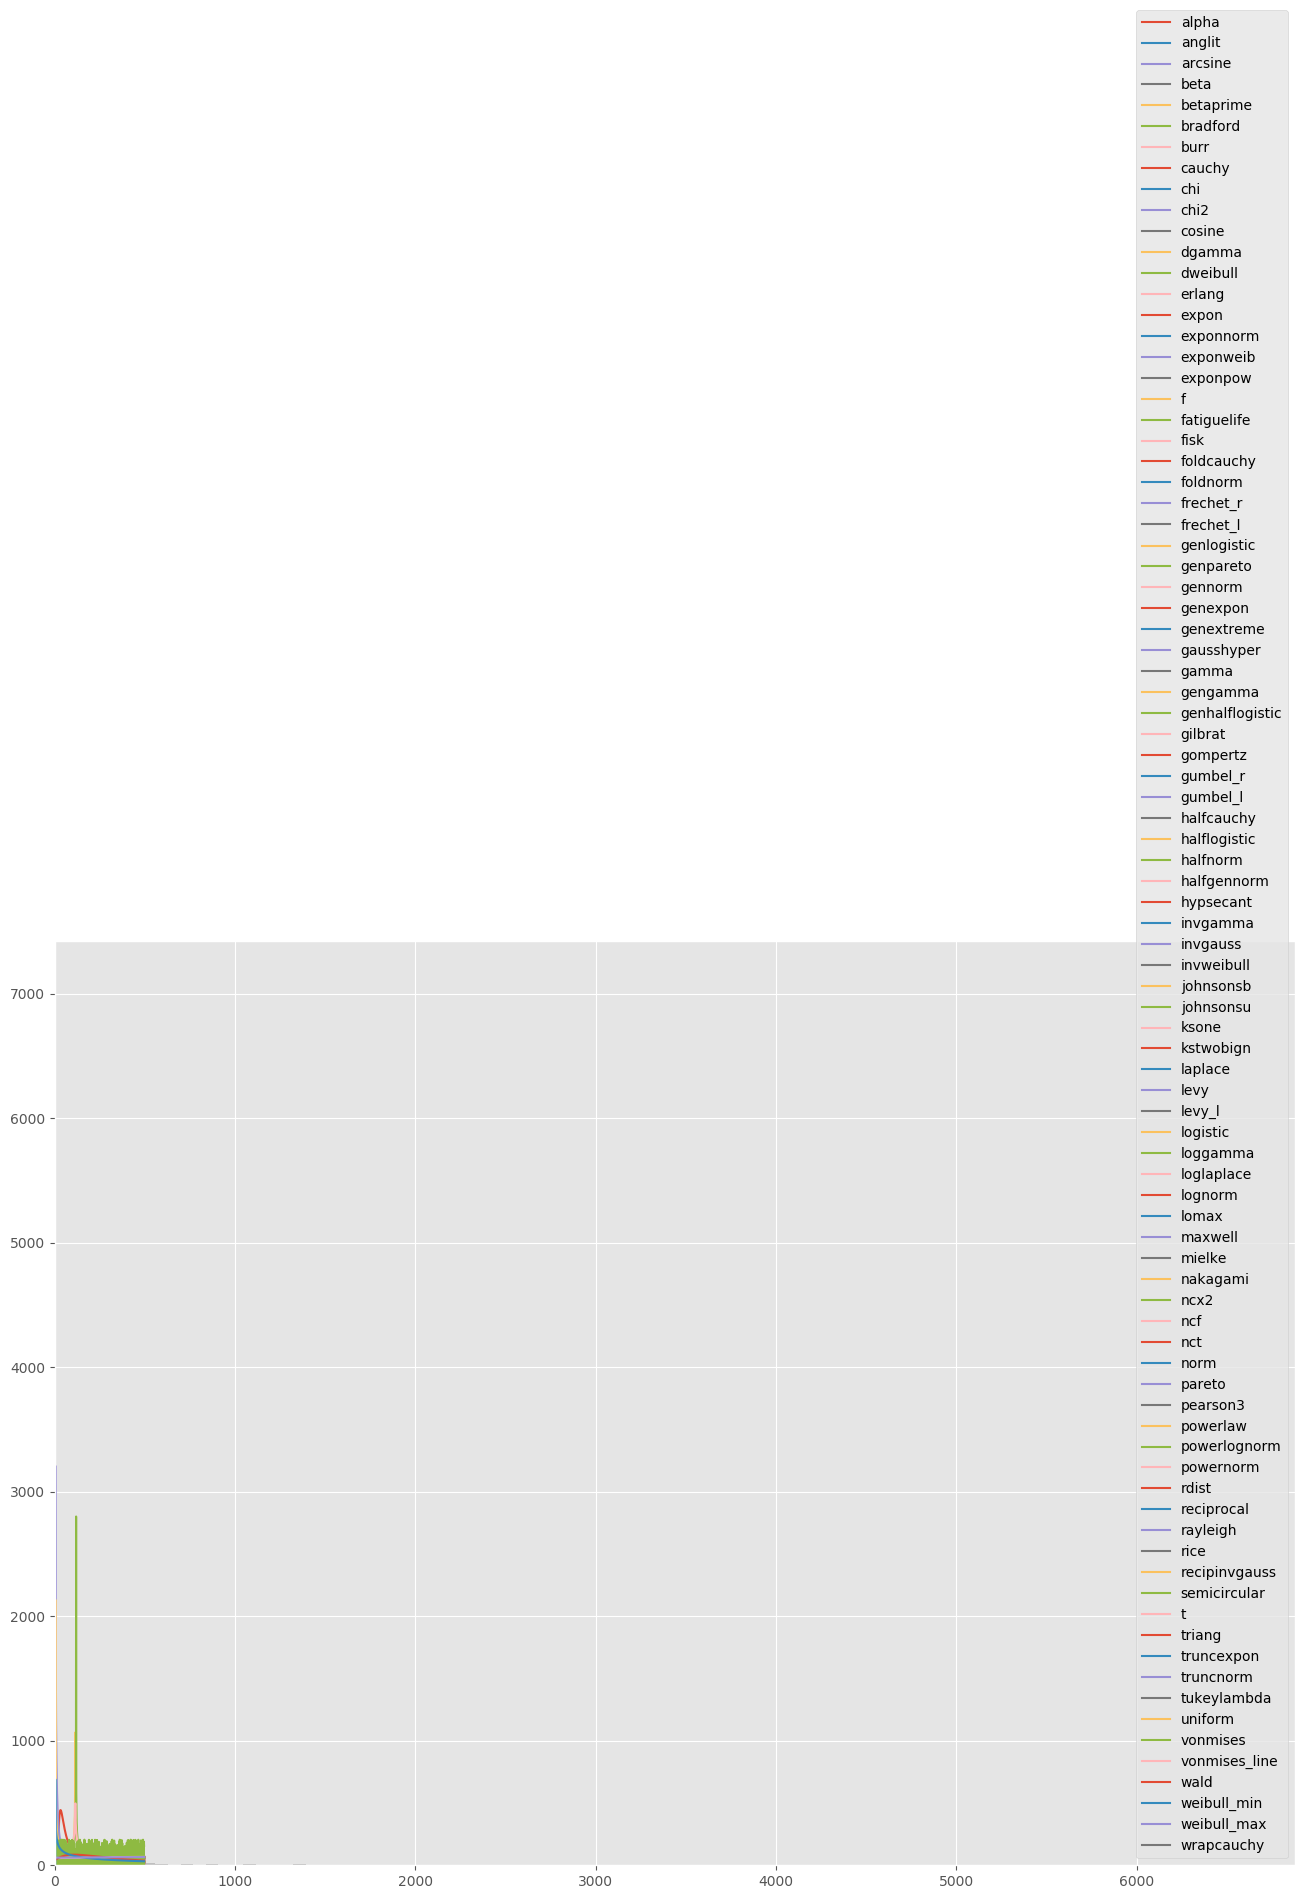 alpha
anglit
arcsine
beta
betaprime
bradford
burr
cauchy
chi
chi2
cosine
dgamma
dweibull
erlang
expon
exponnorm
exponweib
exponpow
f
fatiguelife
fisk
foldcauchy
foldnorm
frechet_r
frechet_l
genlogistic
genpareto
gennorm
genexpon
genextreme
gausshyper
gamma
gengamma
genhalflogistic
gilbrat
gompertz
gumbel_r
gumbel_l
halfcauchy
halflogistic
halfnorm
halfgennorm
hypsecant
invgamma
invgauss
invweibull
johnsonsb
johnsonsu
ksone
kstwobign
laplace
levy
levy_l
logistic
loggamma
loglaplace
lognorm
lomax
maxwell
mielke
nakagami
ncx2
ncf
nct
norm
pareto
pearson3
powerlaw
powerlognorm
powernorm
rdist
reciprocal
rayleigh
rice
recipinvgauss
semicircular
t
triang
truncexpon
truncnorm
tukeylambda
uniform
vonmises
vonmises_line
wald
weibull_min
weibull_max
wrapcauchy
7000
6000
5000
4000
3000
2000
1000
0
0 1000 2000 3000 4000 5000 6000